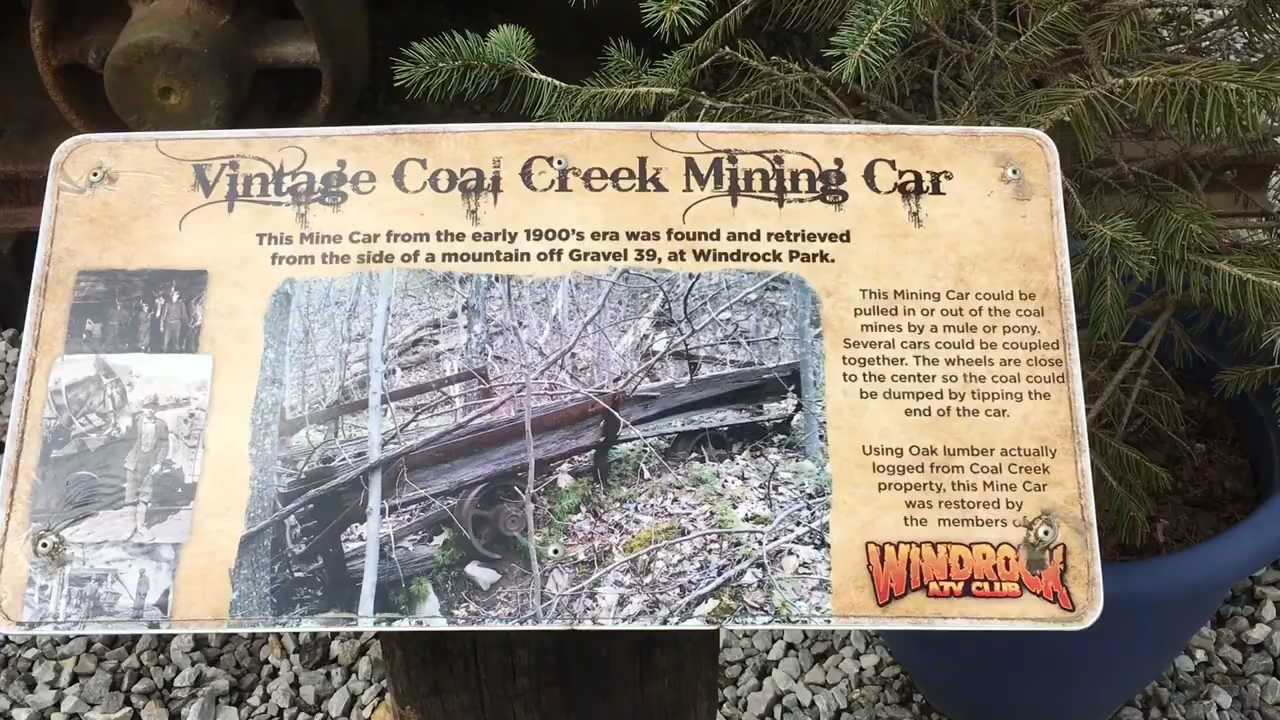 Vintage Coal Creek Mining Car
This Mine Car from the early 1900's era was found and retrieved
from the side of a mountain off Gravel 39, at Windrock Park.
This Mining Car could be
pulled in or out of the coal
mines by a mule or pony.
Several cars could be coupled
together. The wheels are close
to the center so the coal could
be dumped by tipping the
end of the car.
Using Oak lumber actually
logged from Coal Creek
property, this Mine Car
was restored by
the members
WINDROCK
ATV CLUB